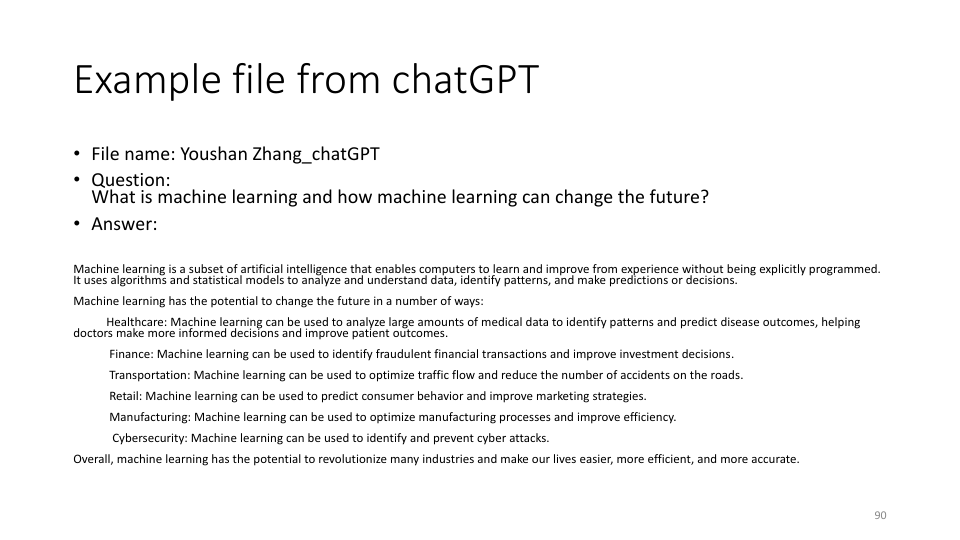 Example file from chatGPT
• File name: Youshan Zhang_chatGPT
• Question:
What is machine learning and how machine learning can change the future?
• Answer:
Machine learning is a subset of artificial intelligence that enables computers to learn and improve from experience without being explicitly programmed.
It uses algorithms and statistical models to analyze and understand data, identify patterns, and make predictions or decisions.
Machine learning has the potential to change the future in a number of ways:
Healthcare: Machine learning can be used to analyze large amounts of medical data to identify patterns and predict disease outcomes, helping
doctors make more informed decisions and improve patient outcomes.
Finance: Machine learning can be used to identify fraudulent financial transactions and improve investment decisions.
Transportation: Machine learning can be used to optimize traffic flow and reduce the number of accidents on the roads.
Retail: Machine learning can be used to predict consumer behavior and improve marketing strategies.
Manufacturing: Machine learning can be used to optimize manufacturing processes and improve efficiency.
Cybersecurity: Machine learning can be used to identify and prevent cyber attacks.
Overall, machine learning has the potential to revolutionize many industries and make our lives easier, more efficient, and more accurate.
90